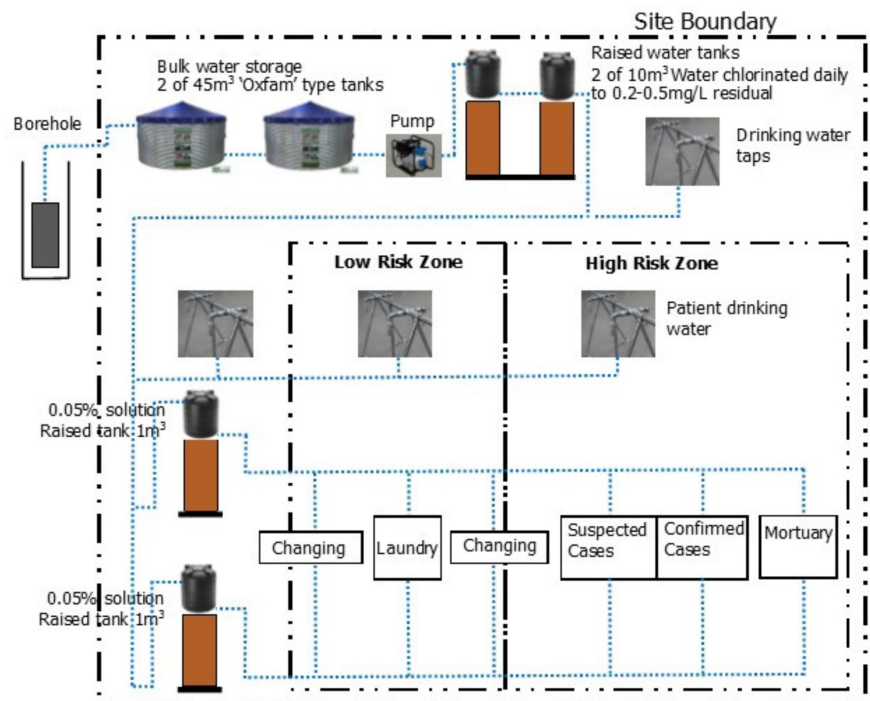 Site Boundary
Bulk water storage
2 of 45m³ 'Oxfam' type tanks
Raised water tanks
2 of 10m³ Water chlorinated daily
to 0.2-0.5mg/L residual
Borehole
Pump
Drinking water
taps
Low Risk Zone
High Risk Zone
Patient drinking
water
0.05% solution
Raised tank 1m³
Changing
Laundry
Changing
Suspected
Cases
Confirmed
Cases
Mortuary
0.05% solution
Raised tank 1m³